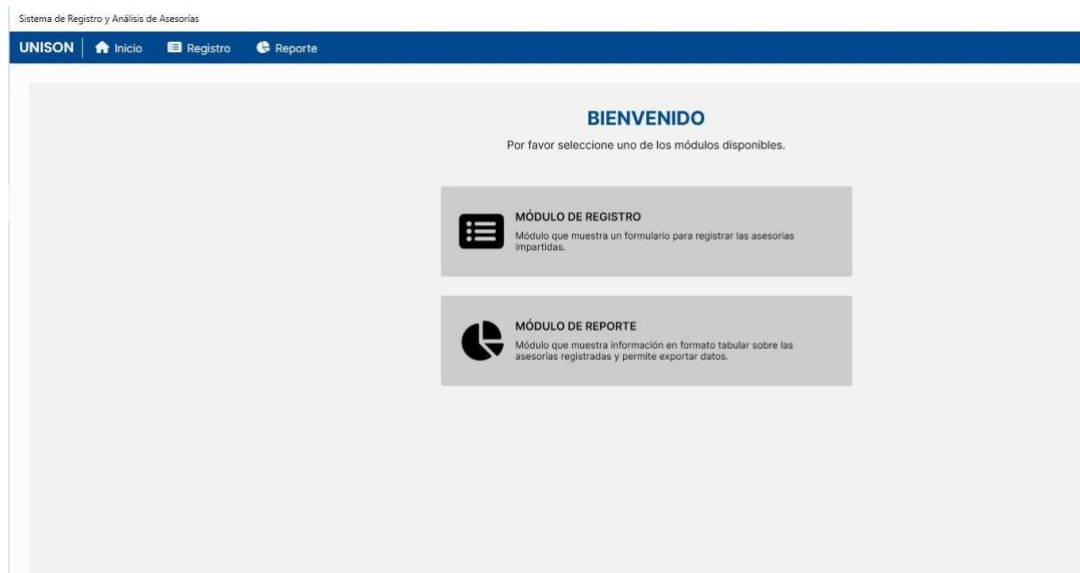 Sistema de Registro y Análisis de Asesorías
UNISON Inicio Registro Reporte
BIENVENIDO
Por favor seleccione uno de los módulos disponibles.
MÓDULO DE REGISTRO
Módulo que muestra un formulario para registrar las asesorías
impartidas.
MÓDULO DE REPORTE
Módulo que muestra información en formato tabular sobre las
asesorías registradas y permite exportar datos.